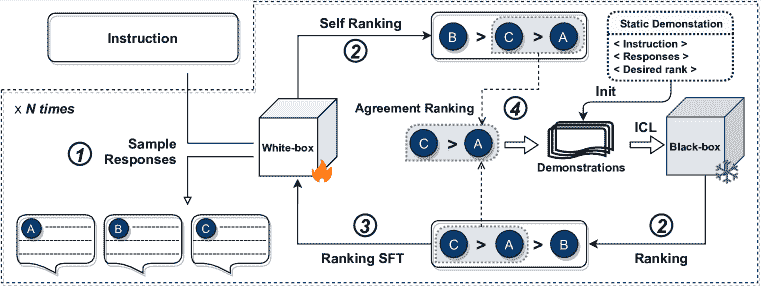 Instruction
Self Ranking
2
B > C > A
Static Demonstation
< Instruction >
< Responses >
< Desired rank >
x N times
1
Sample
Responses
White-box
Agreement Ranking
4
C > A
Init
Demonstrations
ICL
Black-box
A
B
C
3
Ranking SFT
C > A > B
2
Ranking